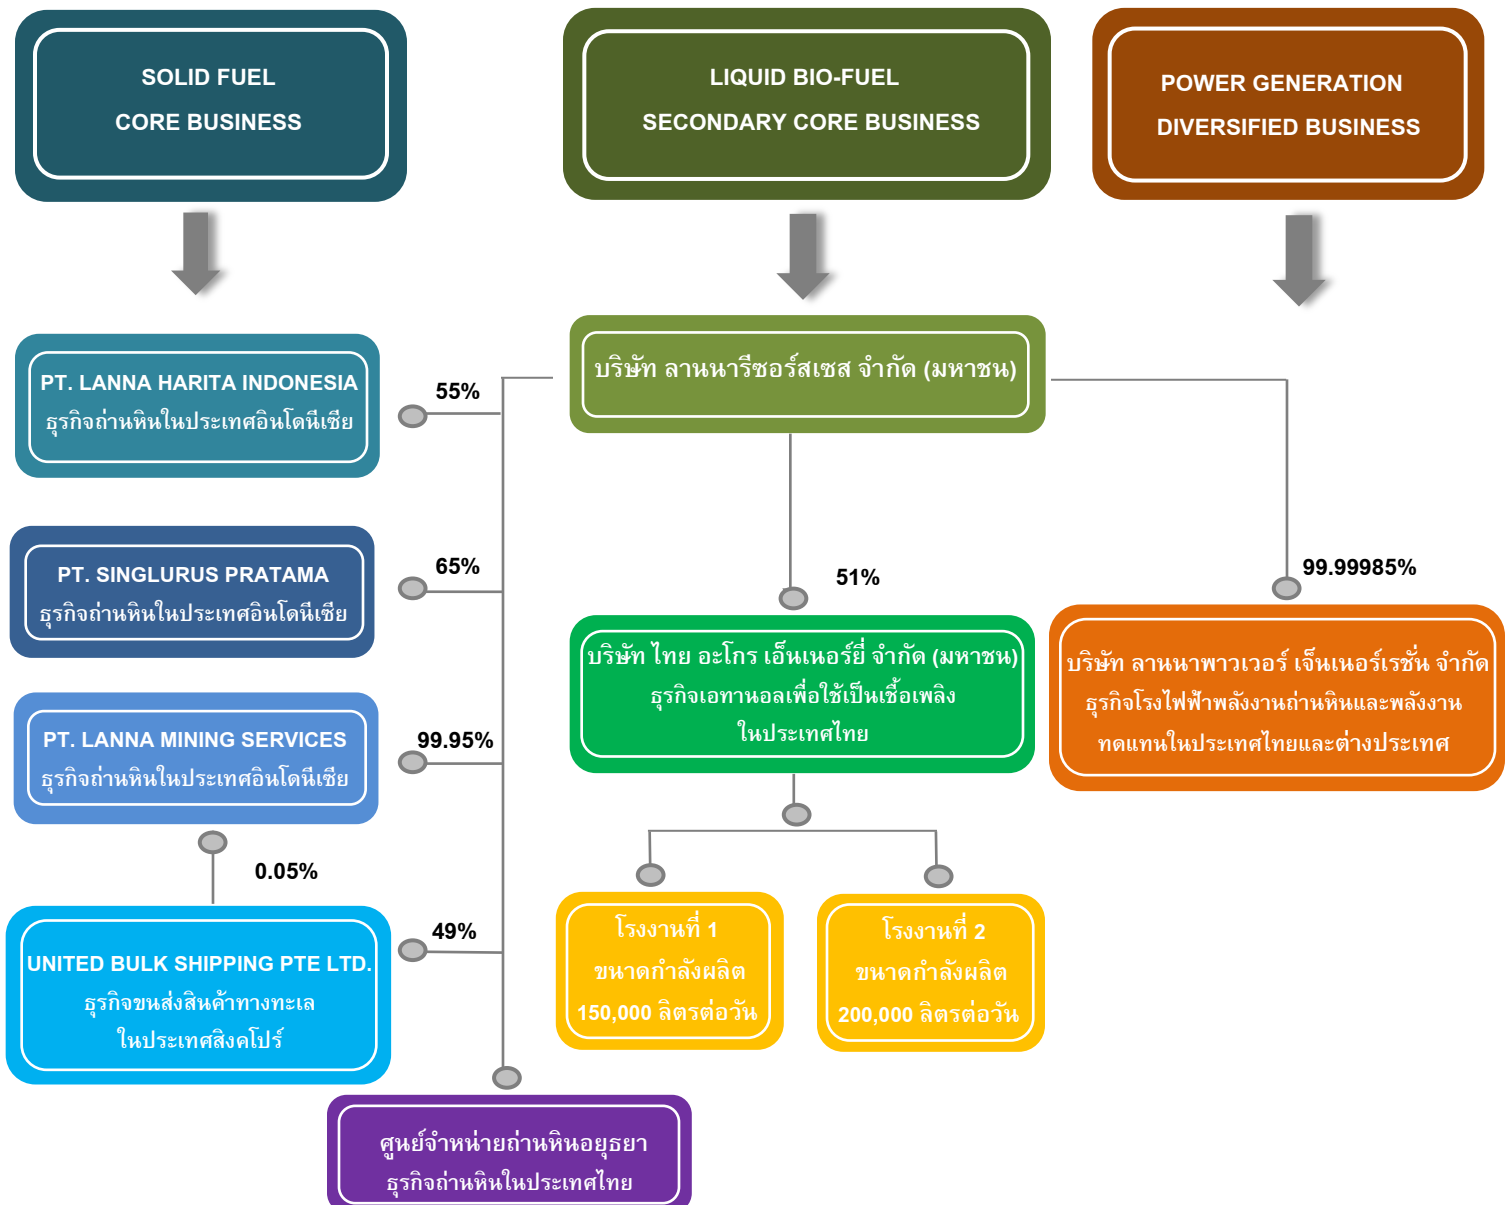 SOLID FUEL
CORE BUSINESS
LIQUID BIO-FUEL
SECONDARY CORE BUSINESS
POWER GENERATION
DIVERSIFIED BUSINESS
บริษัท ลานนารีซอร์สเซส จำกัด (มหาชน)
PT. LANNA HARITA INDONESIA
ธุรกิจถ่านหินในประเทศอินโดนีเซีย
55%
PT. SINGLURUS PRATAMA
ธุรกิจถ่านหินในประเทศอินโดนีเซีย
65%
51%
99.99985%
บริษัท ไทย อะโกร เอ็นเนอร์ยี่ จำกัด (มหาชน)
ธุรกิจเอทานอลเพื่อใช้เป็นเชื้อเพลิง
ในประเทศไทย
บริษัท ลานนาพาวเวอร์ เจ็นเนอร์เรชั่น จำกัด
ธุรกิจโรงไฟฟ้าพลังงานถ่านหินและพลังงาน
ทดแทนในประเทศไทยและต่างประเทศ
PT. LANNA MINING SERVICES
ธุรกิจถ่านหินในประเทศอินโดนีเซีย
99.95%
0.05%
UNITED BULK SHIPPING PTE LTD.
ธุรกิจขนส่งสินค้าทางทะเล
ในประเทศสิงคโปร์
49%
โรงงานที่ 1
ขนาดกำลังผลิต
150,000 ลิตรต่อวัน
โรงงานที่ 2
ขนาดกำลังผลิต
200,000 ลิตรต่อวัน
ศูนย์จำหน่ายถ่านหินอยุธยา
ธุรกิจถ่านหินในประเทศไทย